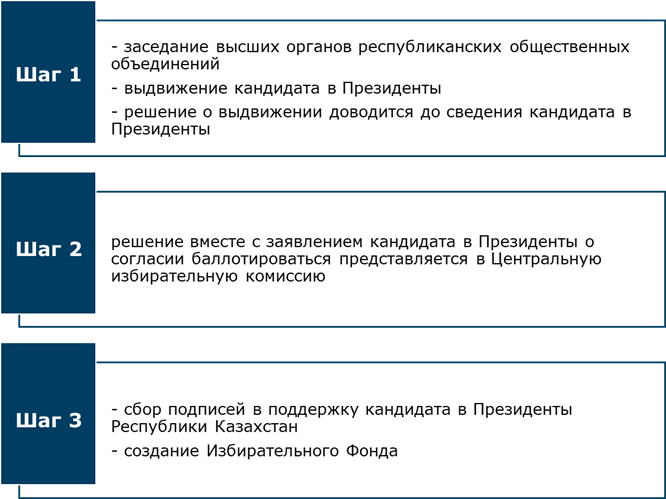 Шаг 1
- заседание высших органов республиканских общественных
объединений
- выдвижение кандидата в Президенты
- решение о выдвижении доводится до сведения кандидата в
Президенты
Шаг 2
решение вместе с заявлением кандидата в Президенты о
согласии баллотироваться представляется в Центральную
избирательную комиссию
Шаг 3
- сбор подписей в поддержку кандидата в Президенты
Республики Казахстан
- создание Избирательного Фонда